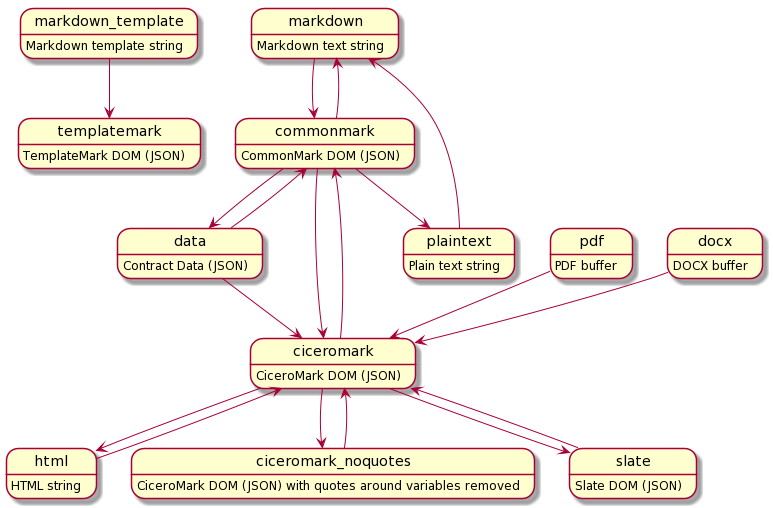 markdown_template
Markdown template string
markdown
Markdown text string
templatemark
TemplateMark DOM (JSON)
commonmark
CommonMark DOM (JSON)
data
Contract Data (JSON)
plaintext
Plain text string
pdf
PDF buffer
docx
DOCX buffer
ciceromark
CiceroMark DOM (JSON)
html
HTML string
ciceromark_noquotes
CiceroMark DOM (JSON) with quotes around variables removed
slate
Slate DOM (JSON)